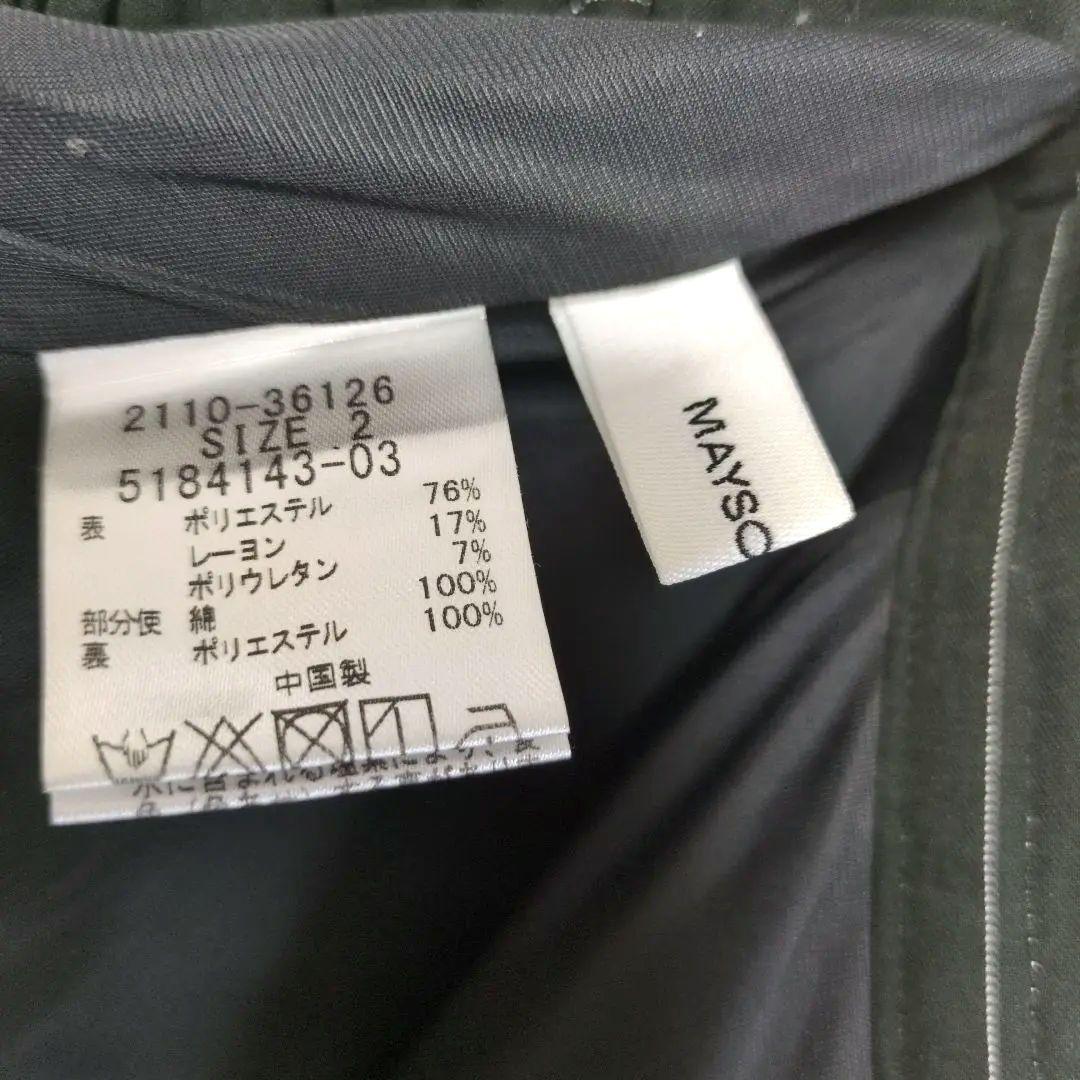 2110-36126
SIZE 2
5184143-03
表 ポリエステル 76%
レーヨン 17%
ポリウレタン 7%
部分使 綿 100%
裏 ポリエステル 100%
中国製
MAYSO